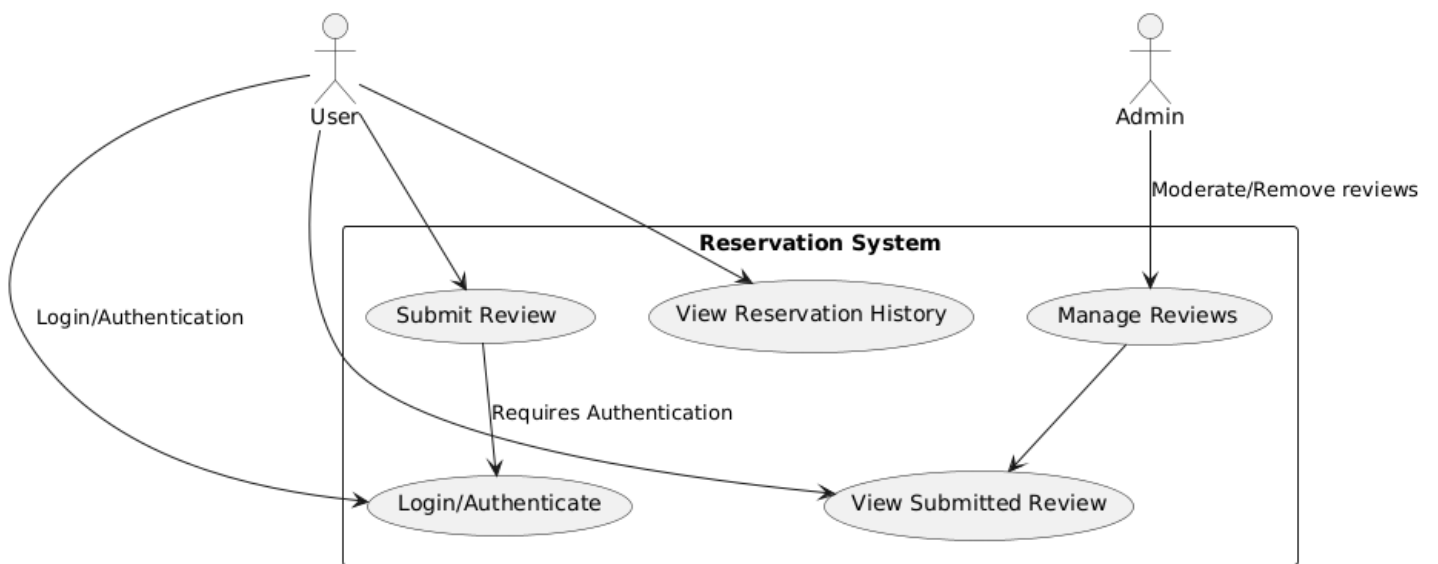 User
Admin
Moderate/Remove reviews
Reservation System
Submit Review
View Reservation History
Manage Reviews
Login/Authentication
Requires Authentication
Login/Authenticate
View Submitted Review